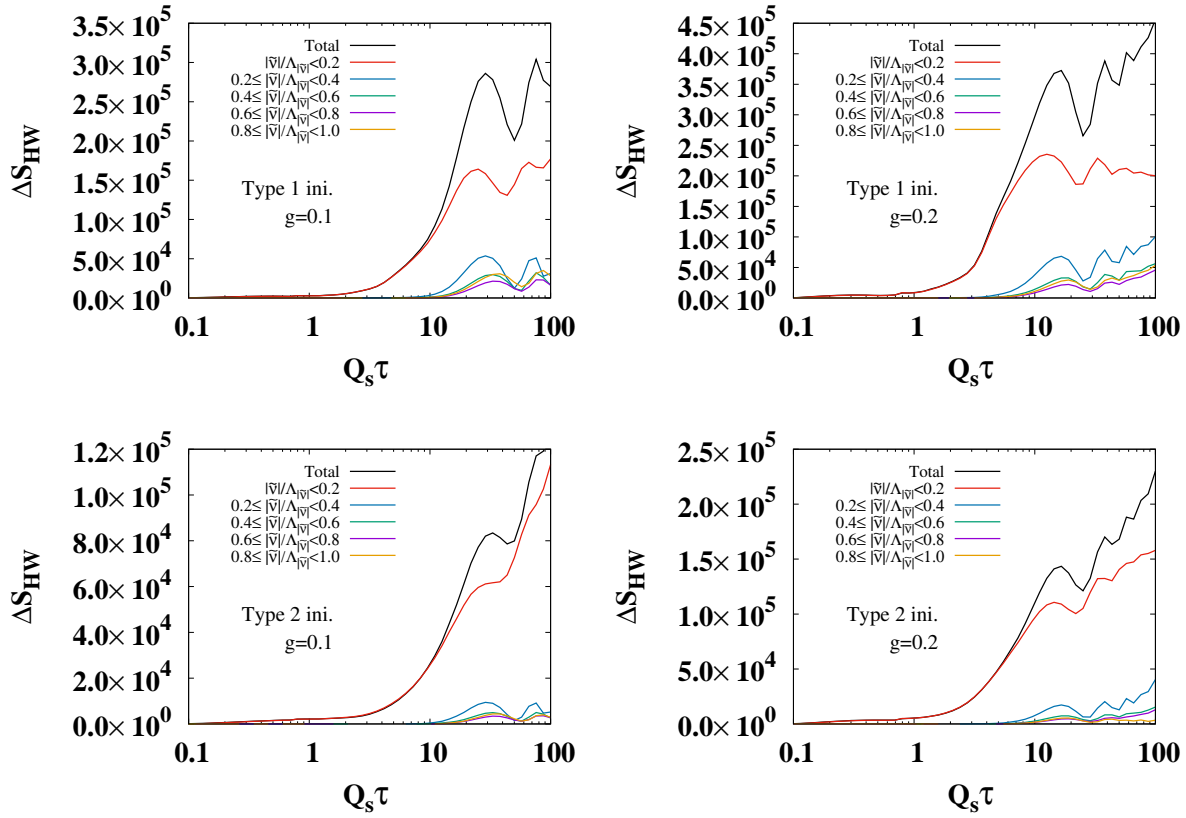 3.5× 10^5
3.0× 10^5
2.5× 10^5
2.0× 10^5
1.5× 10^5
1.0× 10^5
5.0× 10^4
0.0× 10^0
ΔS_HW
Total
|ṽ|/Λ_|ṽ|<0.2
0.2≤ |ṽ|/Λ_|ṽ|<0.4
0.4≤ |ṽ|/Λ_|ṽ|<0.6
0.6≤ |ṽ|/Λ_|ṽ|<0.8
0.8≤ |ṽ|/Λ_|ṽ|<1.0
Type 1 ini.
g=0.1
0.1 1 10 100
Q_sτ
4.5× 10^5
4.0× 10^5
3.5× 10^5
3.0× 10^5
2.5× 10^5
2.0× 10^5
1.5× 10^5
1.0× 10^5
5.0× 10^4
0.0× 10^0
ΔS_HW
Total
|ṽ|/Λ_|ṽ|<0.2
0.2≤ |ṽ|/Λ_|ṽ|<0.4
0.4≤ |ṽ|/Λ_|ṽ|<0.6
0.6≤ |ṽ|/Λ_|ṽ|<0.8
0.8≤ |ṽ|/Λ_|ṽ|<1.0
Type 1 ini.
g=0.2
0.1 1 10 100
Q_sτ
1.2× 10^5
1.0× 10^5
8.0× 10^4
6.0× 10^4
4.0× 10^4
2.0× 10^4
0.0× 10^0
ΔS_HW
Total
|ṽ|/Λ_|ṽ|<0.2
0.2≤ |ṽ|/Λ_|ṽ|<0.4
0.4≤ |ṽ|/Λ_|ṽ|<0.6
0.6≤ |ṽ|/Λ_|ṽ|<0.8
0.8≤ |ṽ|/Λ_|ṽ|<1.0
Type 2 ini.
g=0.1
0.1 1 10 100
Q_sτ
2.5× 10^5
2.0× 10^5
1.5× 10^5
1.0× 10^5
5.0× 10^4
0.0× 10^0
ΔS_HW
Total
|ṽ|/Λ_|ṽ|<0.2
0.2≤ |ṽ|/Λ_|ṽ|<0.4
0.4≤ |ṽ|/Λ_|ṽ|<0.6
0.6≤ |ṽ|/Λ_|ṽ|<0.8
0.8≤ |ṽ|/Λ_|ṽ|<1.0
Type 2 ini.
g=0.2
0.1 1 10 100
Q_sτ